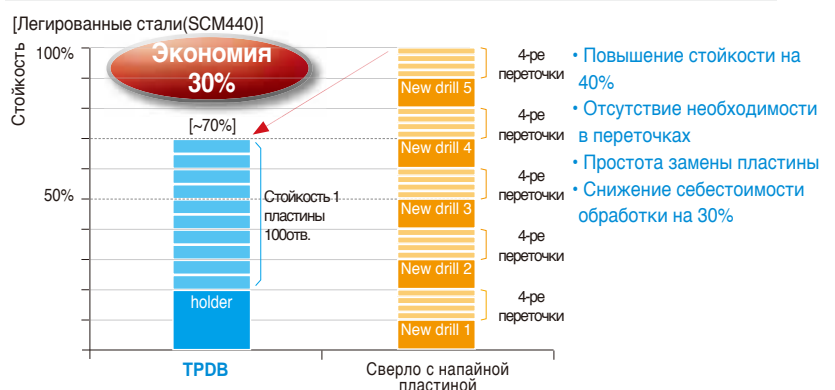 [Легированные стали(SCM440)]
Стойкость
100%
50%
Экономия
30%
[~70%]
holder
Стойкость 1
пластины
100отв.
TPDB
4-ре
переточки
New drill 5
4-ре
переточки
New drill 4
4-ре
переточки
New drill 3
4-ре
переточки
New drill 2
4-ре
переточки
New drill 1
Сверло с напайной
пластиной
• Повышение стойкости на
40%
• Отсутствие необходимости
в переточках
• Простота замены пластины
• Снижение себестоимости
обработки на 30%